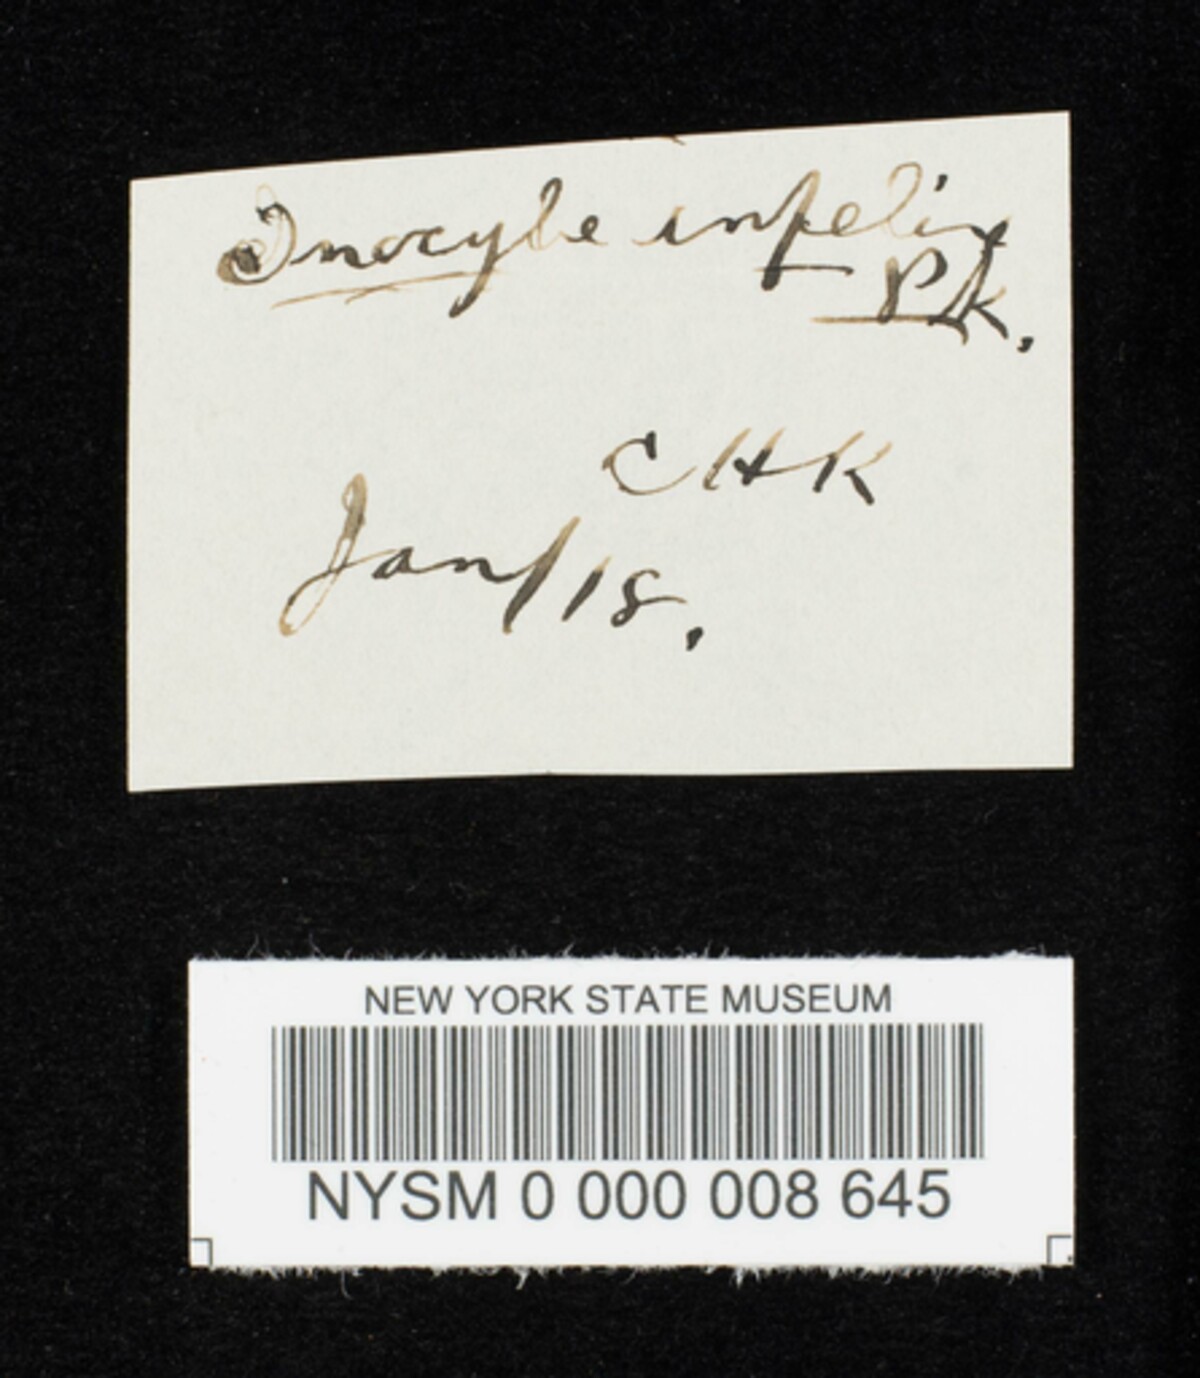 Inocybe infelix
Pk.
CHK
Jan/18.
NEW YORK STATE MUSEUM
NYSM 0 000 008 645